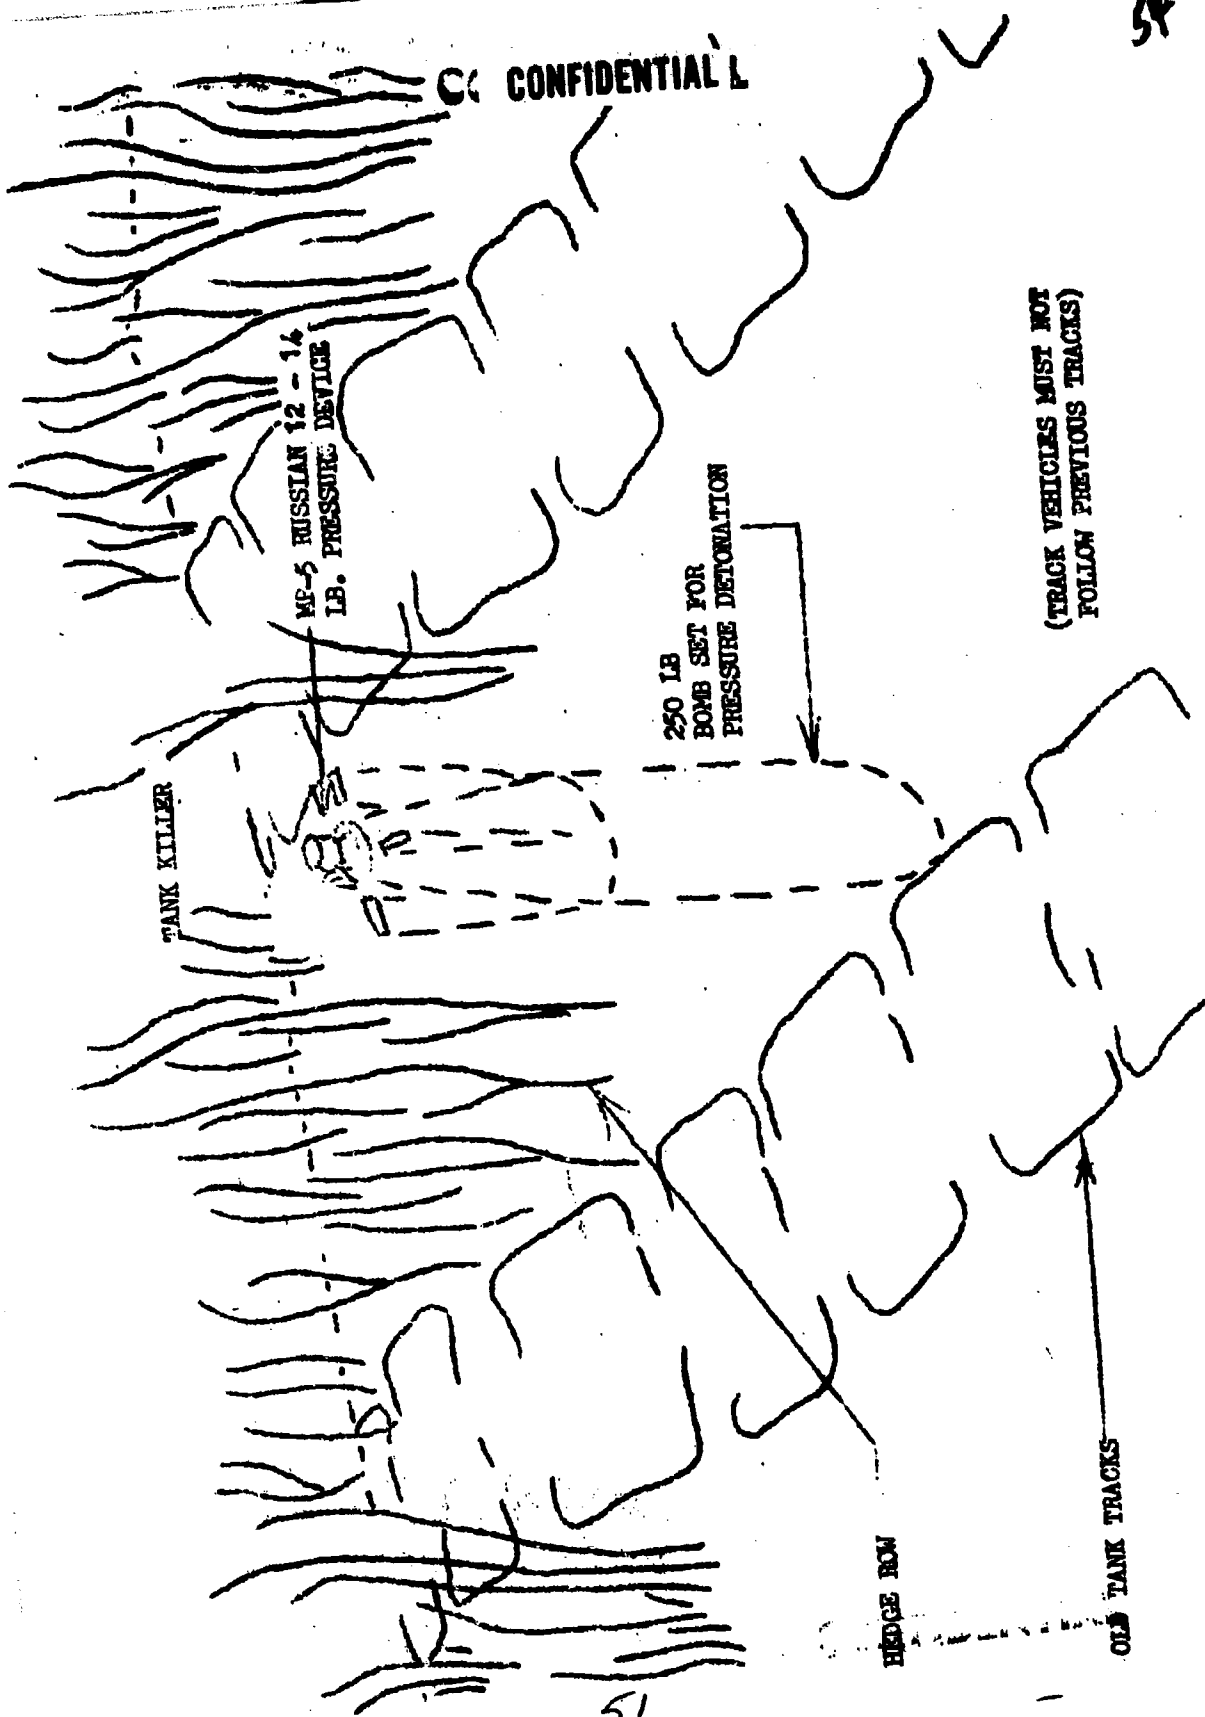 CONFIDENTIAL
54
TANK KILLER
MP-5 RUSSIAN 12 - 14
LB. PRESSURE DEVICE
250 LB
BOMB SET FOR
PRESSURE DETONATION
(TRACK VEHICLES MUST NOT
FOLLOW PREVIOUS TRACKS)
HEDGE ROW
OLD TANK TRACKS
51